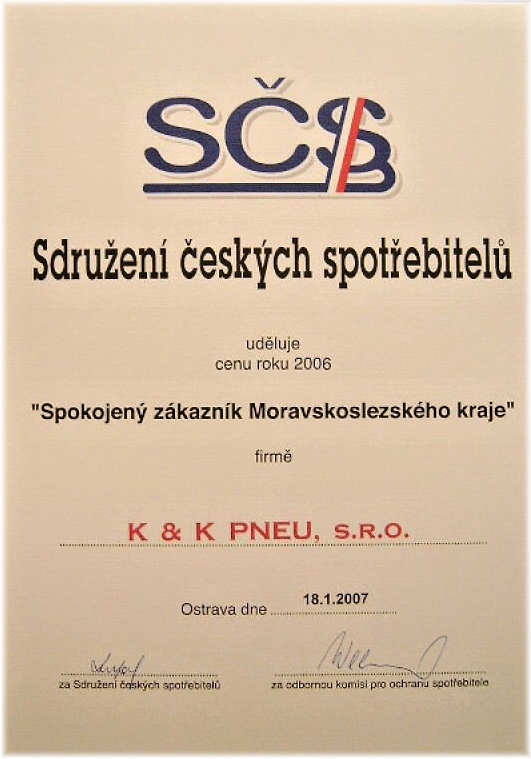 SČS
Sdružení českých spotřebitelů
uděluje
cenu roku 2006
"Spokojený zákazník Moravskoslezského kraje"
firmě
K & K PNEU, S.R.O.
Ostrava dne 18.1.2007
za Sdružení českých spotřebitelů
za odbornou komisi pro ochranu spotřebitele